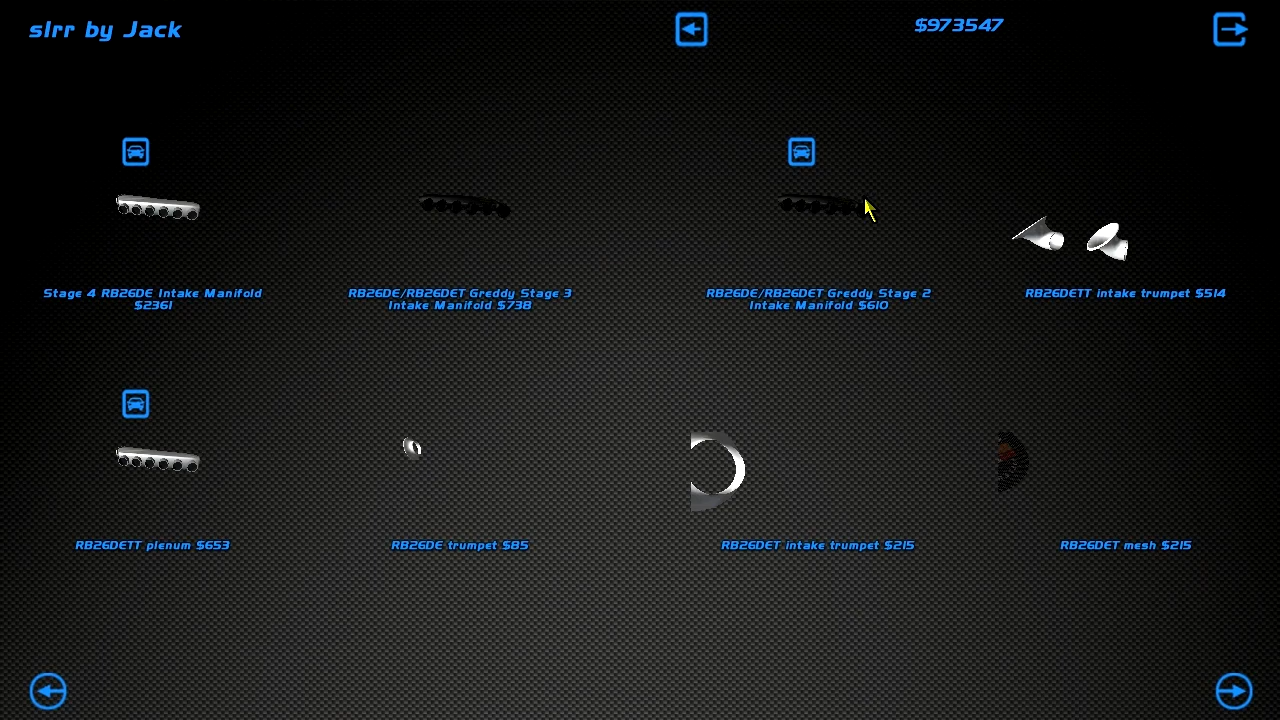 slrr by Jack
$973547
Stage 4 RB26DE Intake Manifold
$2361
RB26DE/RB26DET Greddy Stage 3
Intake Manifold $738
RB26DE/RB26DET Greddy Stage 2
Intake Manifold $610
RB26DETT intake trumpet $514
RB26DETT plenum $653
RB26DE trumpet $85
RB26DET intake trumpet $215
RB26DET mesh $215